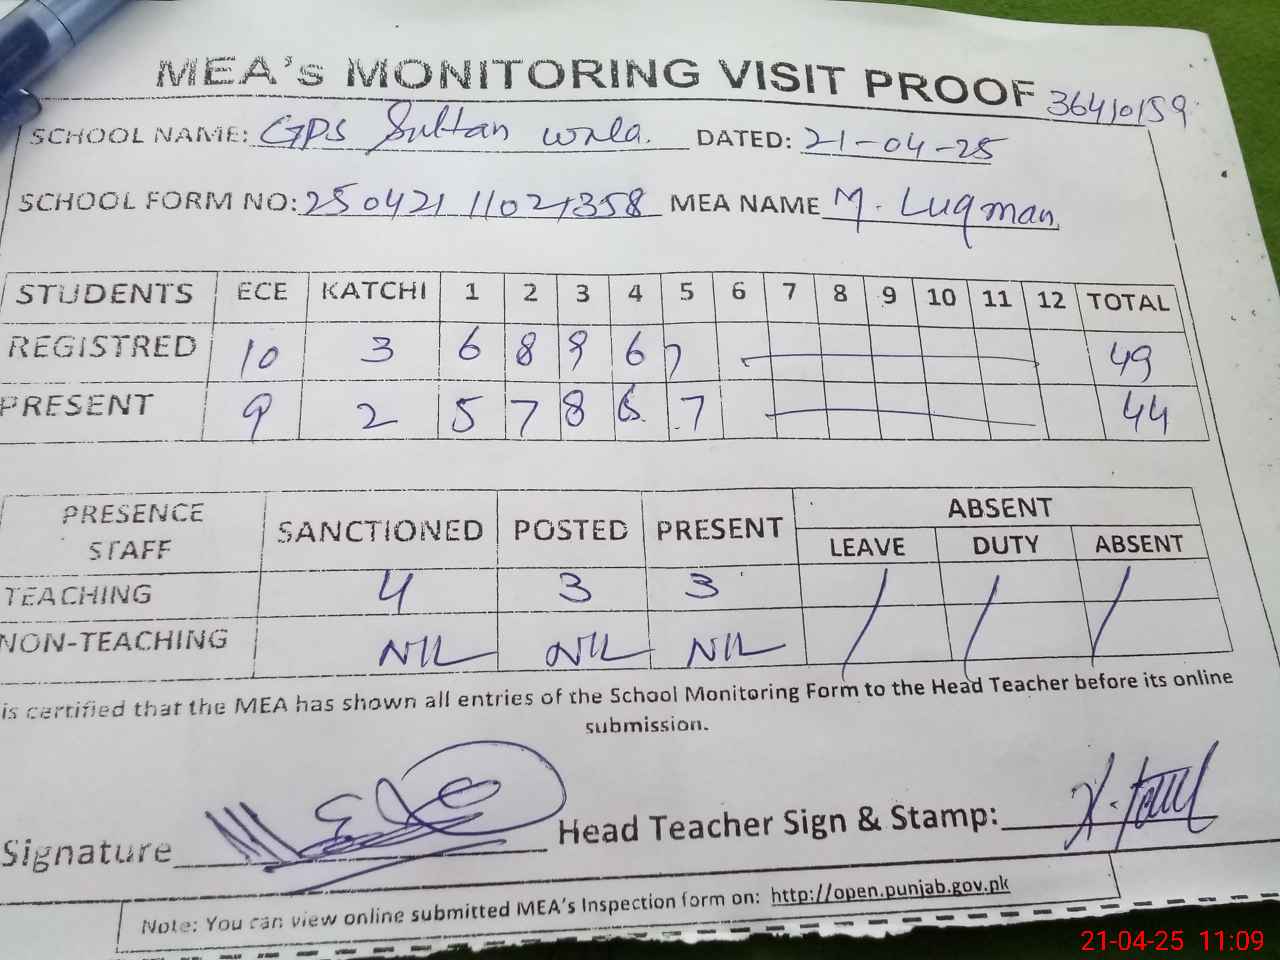 MEA's MONITORING VISIT PROOF 36410159
SCHOOL NAME: GPS Sultan wala. DATED: 21-04-25
SCHOOL FORM NO: 250421 11021358 MEA NAME M. Luqman
STUDENTS ECE KATCHI 1 2 3 4 5 6 7 8 9 10 11 12 TOTAL
REGISTRED 10 3 6 8 9 6 7 49
PRESENT 9 2 5 7 8 6 7 44
PRESENCE STAFF SANCTIONED POSTED PRESENT ABSENT
LEAVE DUTY ABSENT
TEACHING 4 3 3 / / /
NON-TEACHING NIL NIL NIL
is certified that the MEA has shown all entries of the School Monitoring Form to the Head Teacher before its online
submission.
Signature Head Teacher Sign & Stamp:
Note: You can view online submitted MEA's Inspection form on: http://open.punjab.gov.pk
21-04-25 11:09